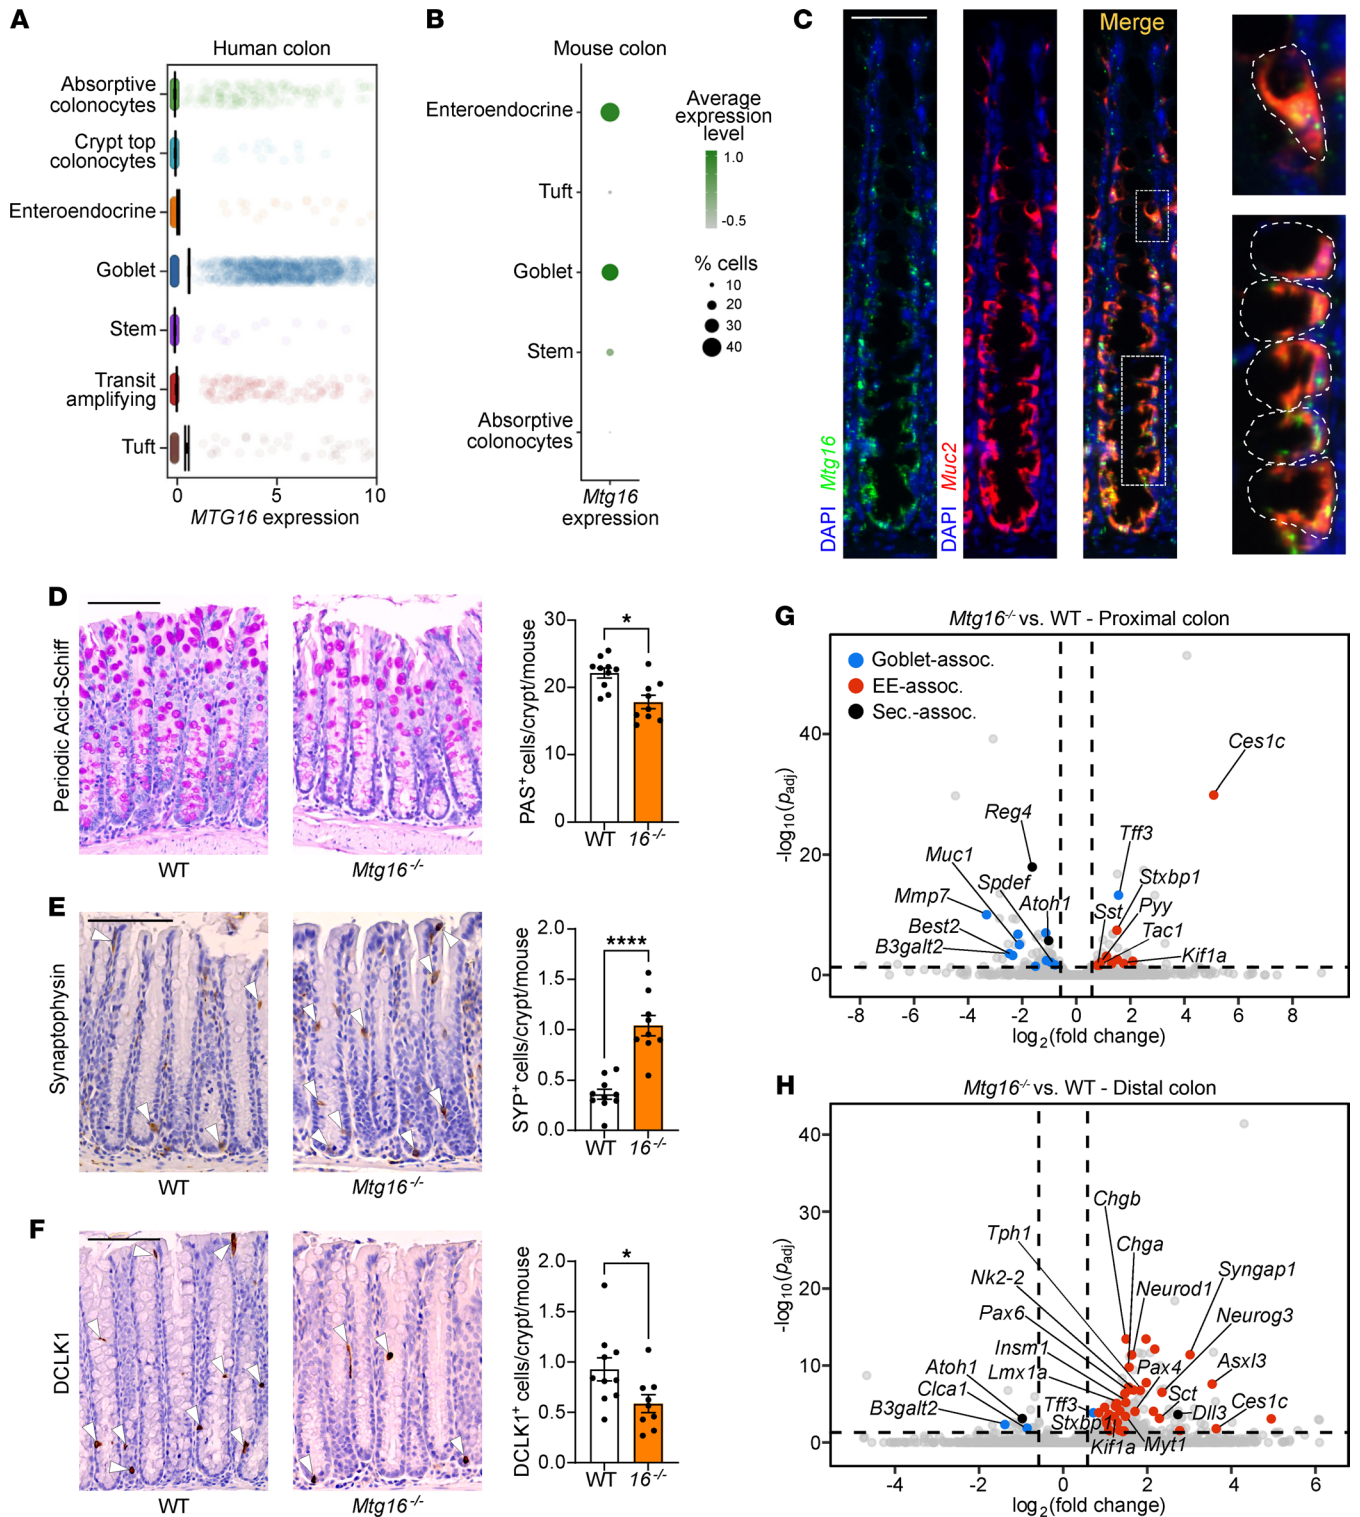 A
Human colon
Absorptive
colonocytes
Crypt top
colonocytes
Enteroendocrine
Goblet
Stem
Transit
amplifying
Tuft
0
5
10
MTG16 expression
B
Mouse colon
Enteroendocrine
Tuft
Goblet
Stem
Absorptive
colonocytes
Mtg16
expression
Average
expression
level
1.0
-0.5
% cells
10
20
30
40
C
DAPI Mtg16
DAPI Muc2
Merge
D
Periodic Acid-Schiff
WT
Mtg16-/-
PAS+ cells/crypt/mouse
30
20
10
0
*
WT
16-/-
E
Synaptophysin
WT
Mtg16-/-
SYP+ cells/crypt/mouse
2.0
1.5
1.0
0.5
0.0
****
WT
16-/-
F
DCLK1
WT
Mtg16-/-
DCLK1+ cells/crypt/mouse
2.0
1.5
1.0
0.5
0.0
*
WT
16-/-
G
Mtg16-/- vs. WT - Proximal colon
Goblet-assoc.
EE-assoc.
Sec.-assoc.
-log10(padj)
40
20
0
Ces1c
Reg4
Tff3
Muc1
Stxbp1
Spdef
Mmp7
Atoh1
Sst
Pyy
Best2
Tac1
B3galt2
Kif1a
-8
-6
-4
-2
0
2
4
6
8
log2(fold change)
H
Mtg16-/- vs. WT - Distal colon
-log10(padj)
40
30
20
10
0
Chgb
Tph1
Chga
Nk2-2
Neurod1
Syngap1
Pax6
Neurog3
Insm1
Atoh1
Lmx1a
Pax4
Asxl3
Clca1
Tff3
Sct
Ces1c
B3galt2
Stxbp1
Dll3
Kif1a
Myt1
-4
-2
0
2
4
6
log2(fold change)